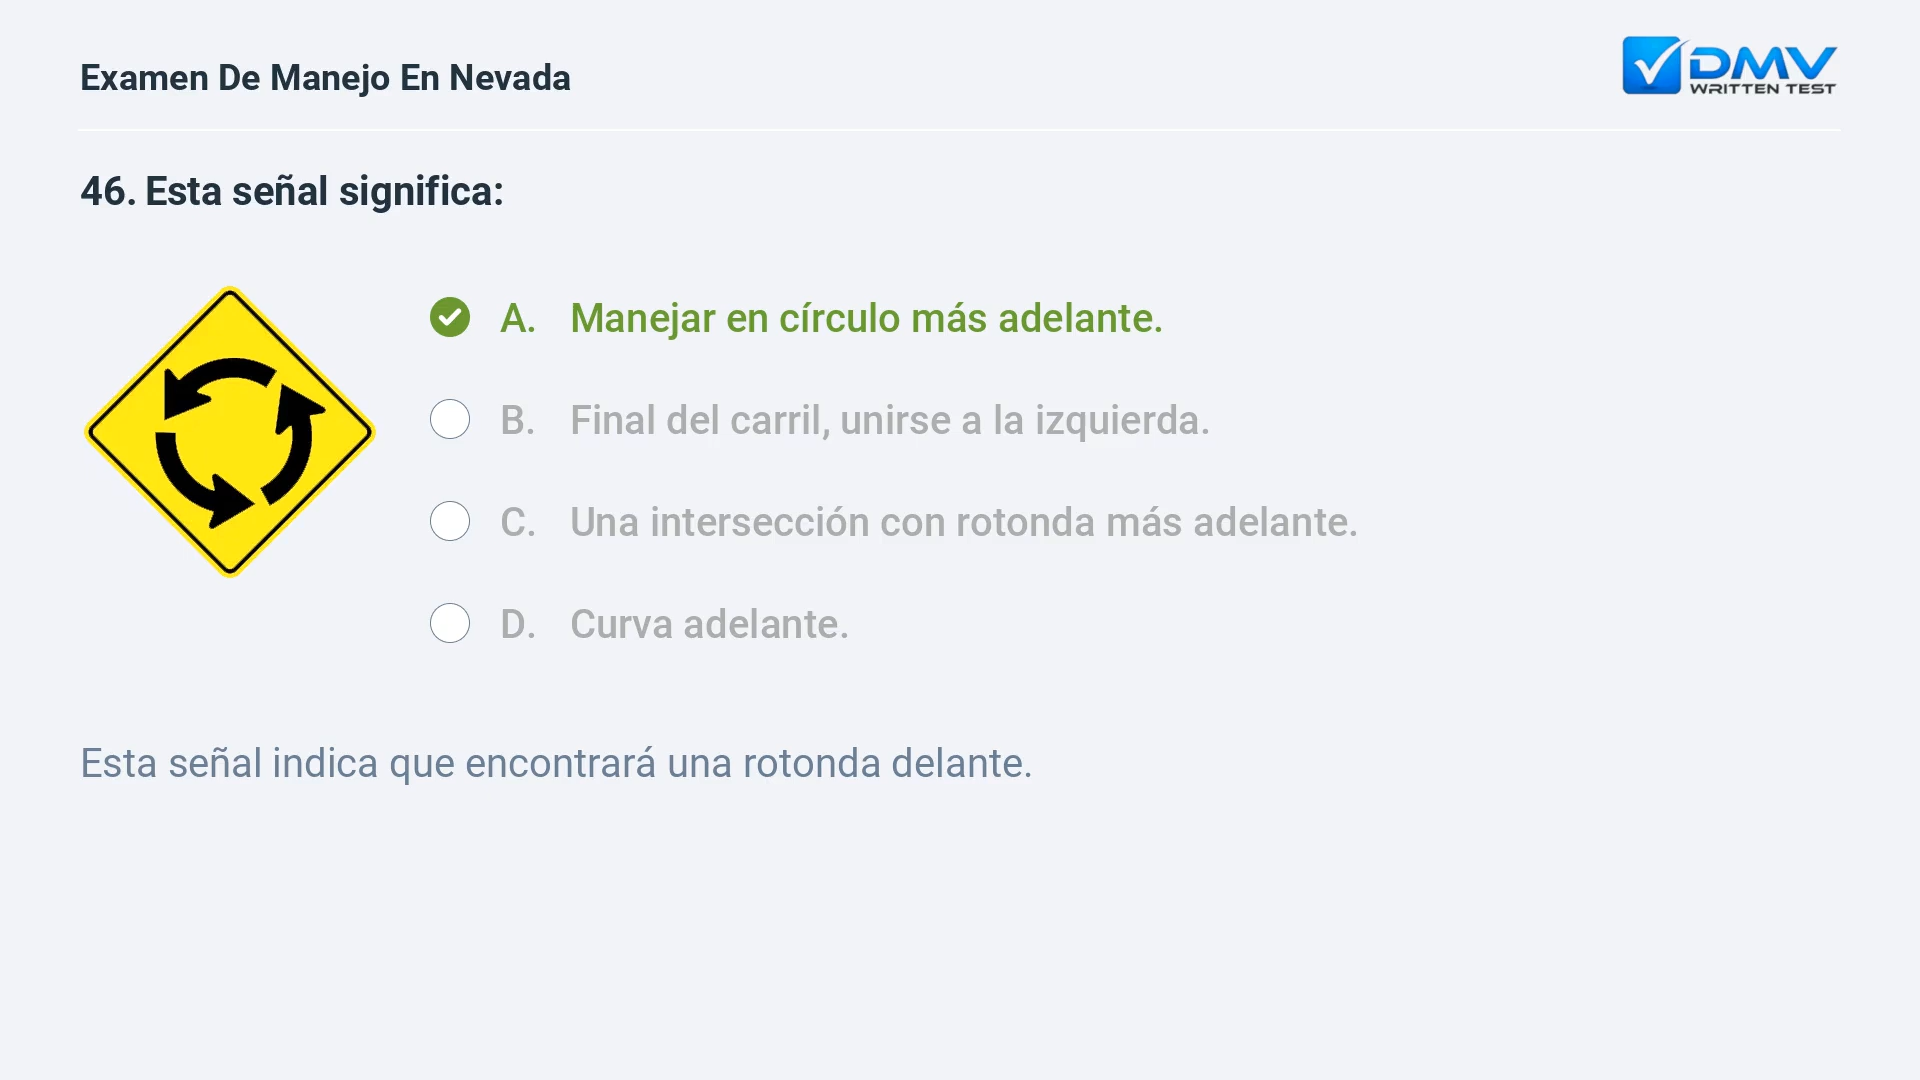 Examen De Manejo En Nevada
DMV
WRITTEN TEST
46. Esta señal significa:
A. Manejar en círculo más adelante.
B. Final del carril, unirse a la izquierda.
C. Una intersección con rotonda más adelante.
D. Curva adelante.
Esta señal indica que encontrará una rotonda delante.